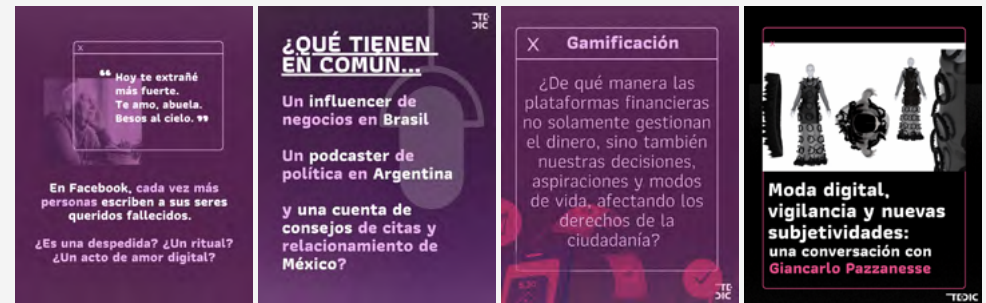 X
❝ Hoy te extrañé
más fuerte.
Te amo, abuela.
Besos al cielo. ❞
En Facebook, cada vez más
personas escriben a sus seres
queridos fallecidos.
¿Es una despedida? ¿Un ritual?
¿Un acto de amor digital?
TEDIC
¿QUÉ TIENEN
EN COMÚN...
Un influencer de
negocios en Brasil
Un podcaster de
política en Argentina
y una cuenta de
consejos de citas y
relacionamiento de
México?
X Gamificación
¿De qué manera las
plataformas financieras
no solamente gestionan
el dinero, sino también
nuestras decisiones,
aspiraciones y modos
de vida, afectando los
derechos de la
ciudadanía?
TEDIC
X
Moda digital,
vigilancia y nuevas
subjetividades:
una conversación con
Giancarlo Pazzanesse
TEDIC